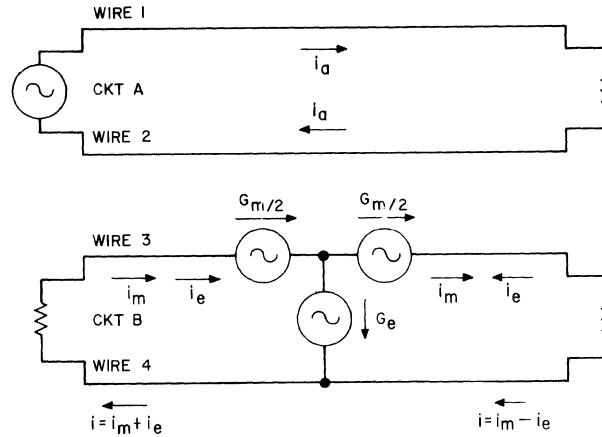 WIRE 1
i_a
CKT A
i_a
WIRE 2
G_m/2
G_m/2
WIRE 3
i_m i_e
i_m i_e
CKT B
G_e
WIRE 4
i = i_m + i_e
i = i_m - i_e